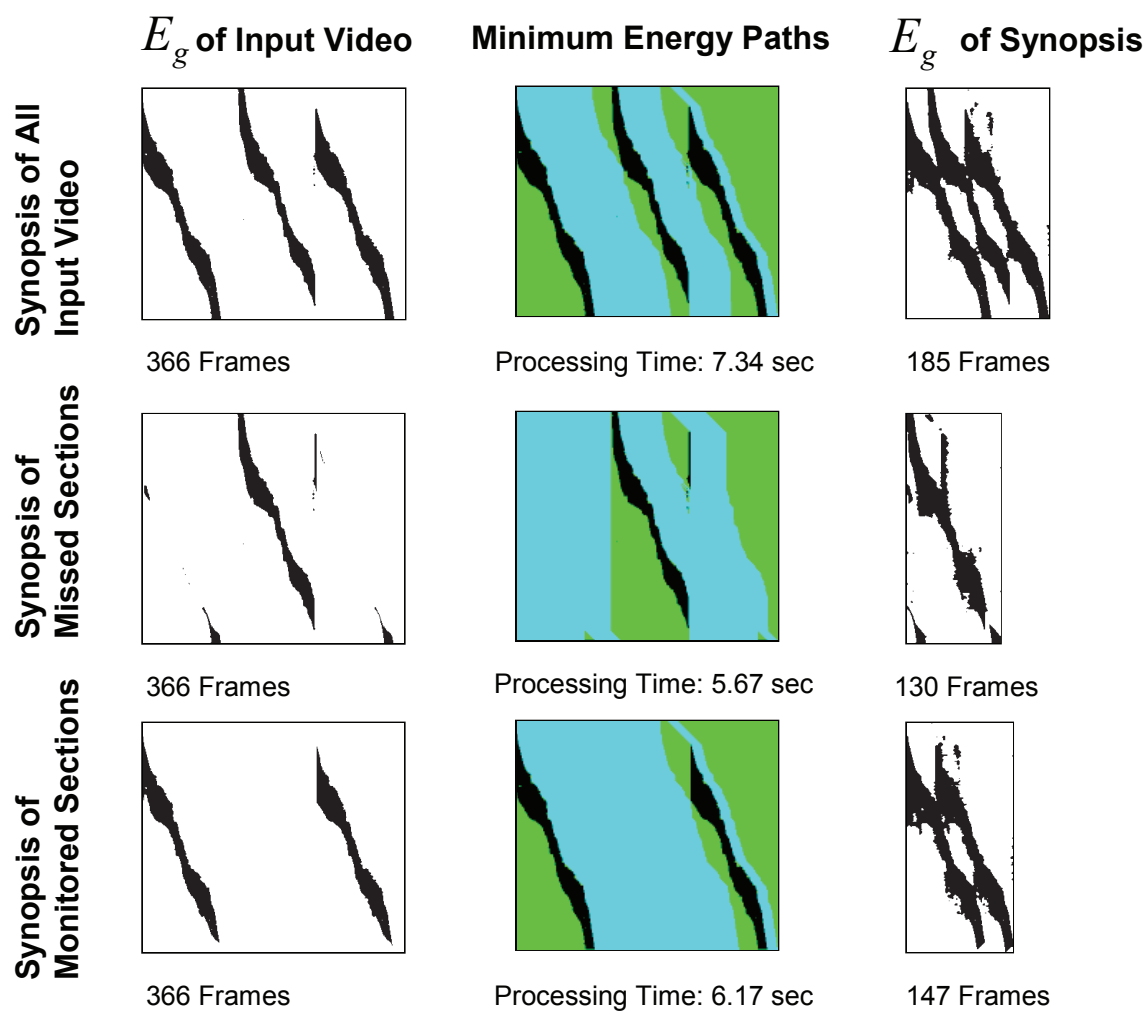 E_g of Input Video
Minimum Energy Paths
E_g of Synopsis
Synopsis of All
Input Video
366 Frames
Processing Time: 7.34 sec
185 Frames
Synopsis of
Missed Sections
366 Frames
Processing Time: 5.67 sec
130 Frames
Synopsis of
Monitored Sections
366 Frames
Processing Time: 6.17 sec
147 Frames